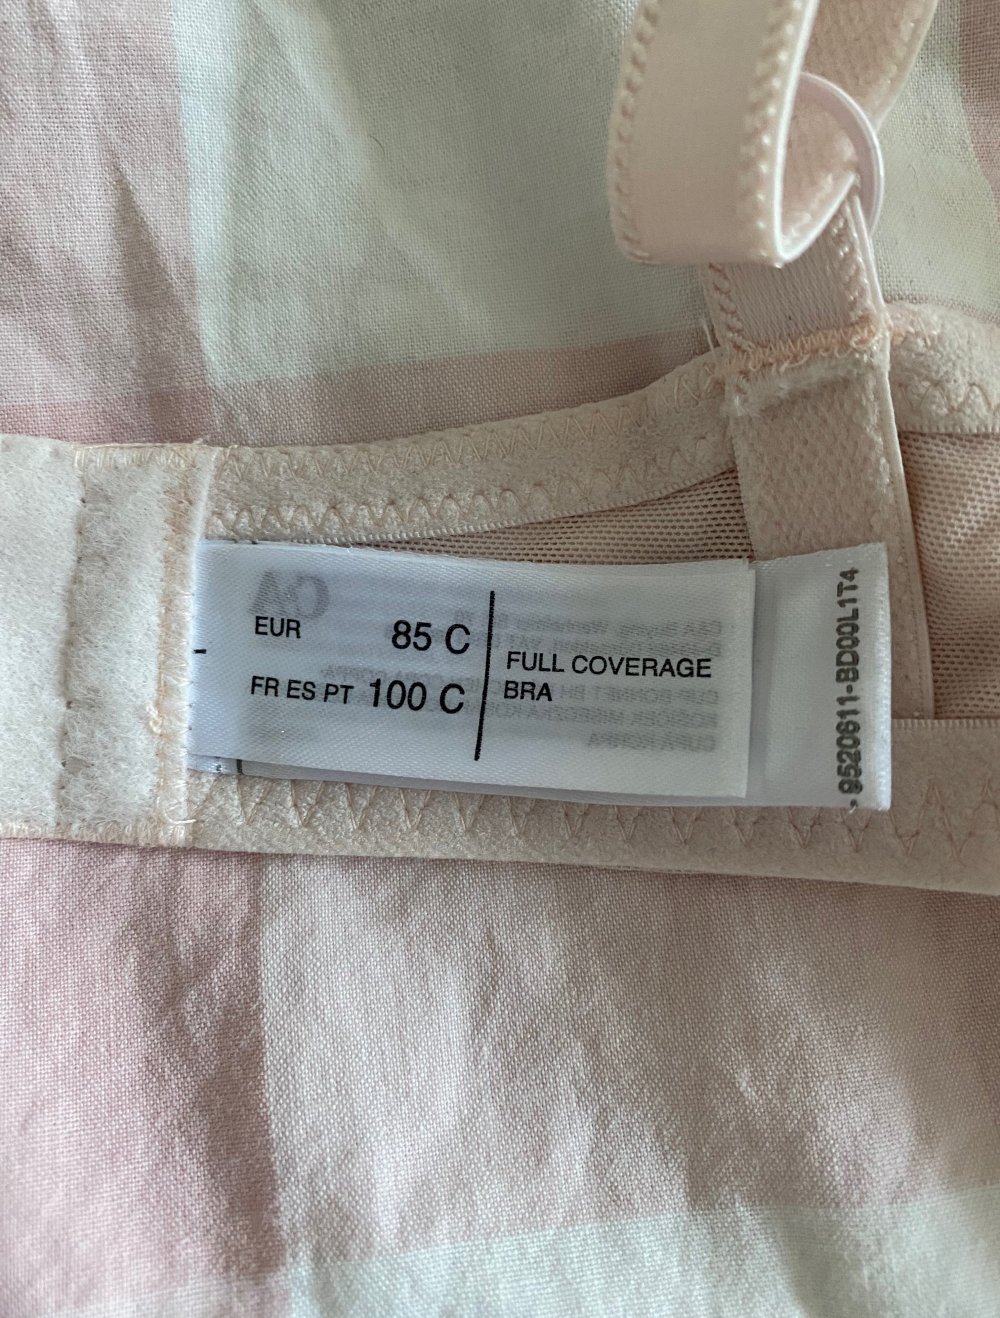 EUR 85 C
FR ES PT 100 C
FULL COVERAGE
BRA
9520611-BD00L1T4